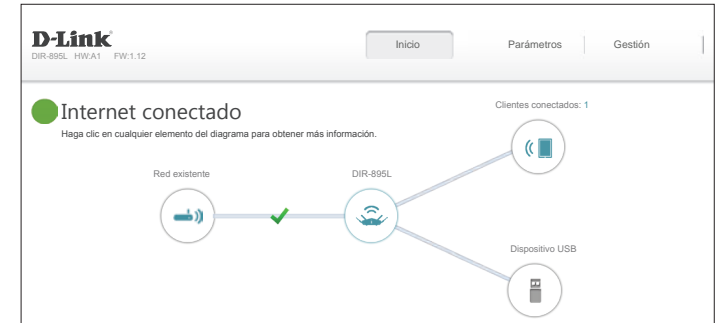 D-Link
DIR-895L HW:A1 FW:1.12
Inicio
Parámetros
Gestión
Internet conectado
Haga clic en cualquier elemento del diagrama para obtener más información.
Clientes conectados: 1
Red existente
DIR-895L
Dispositivo USB